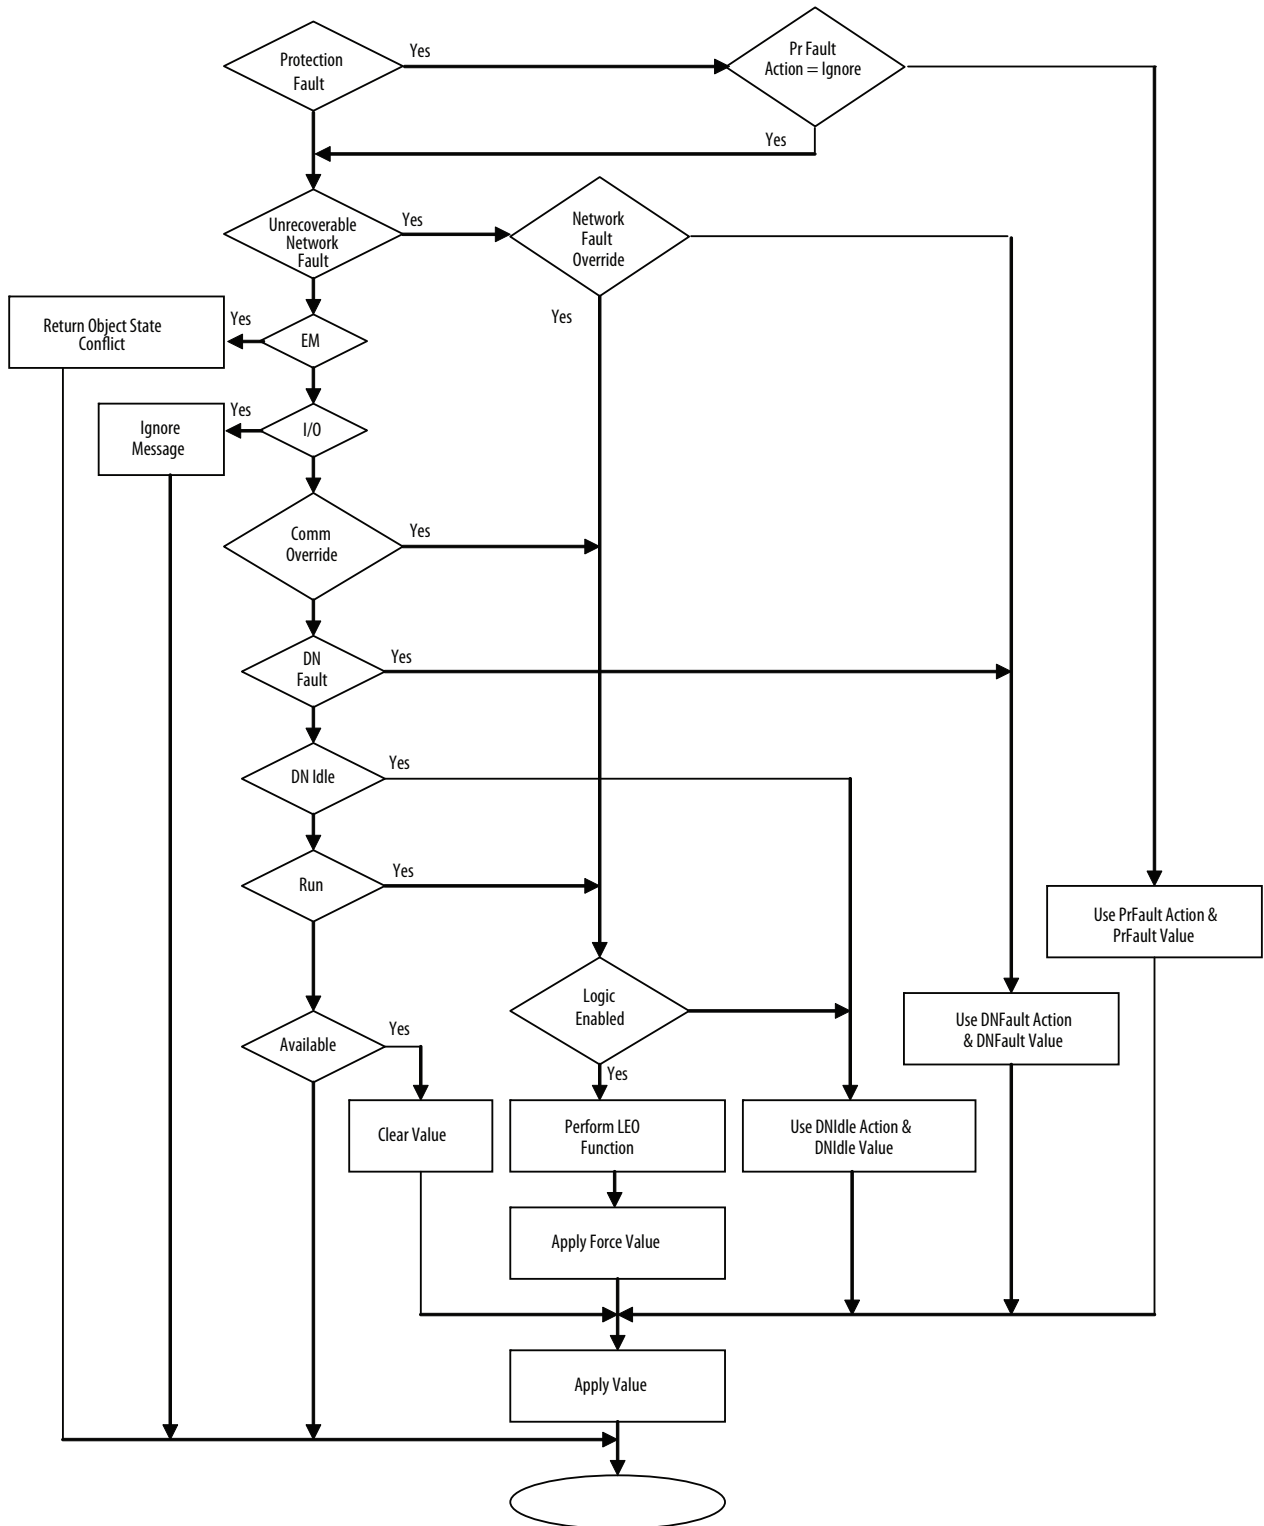 Protection
Fault
Yes
Pr Fault
Action = Ignore
Yes
Unrecoverable
Network
Fault
Yes
Network
Fault
Override
Yes
Return Object State
Conflict
Yes
EM
Ignore
Message
Yes
I/O
Comm
Override
Yes
DN
Fault
Yes
DN Idle
Yes
Run
Yes
Use PrFault Action &
PrFault Value
Logic
Enabled
Yes
Use DNFault Action
& DNFault Value
Available
Yes
Clear Value
Perform LEO
Function
Use DNIdle Action &
DNIdle Value
Apply Force Value
Apply Value